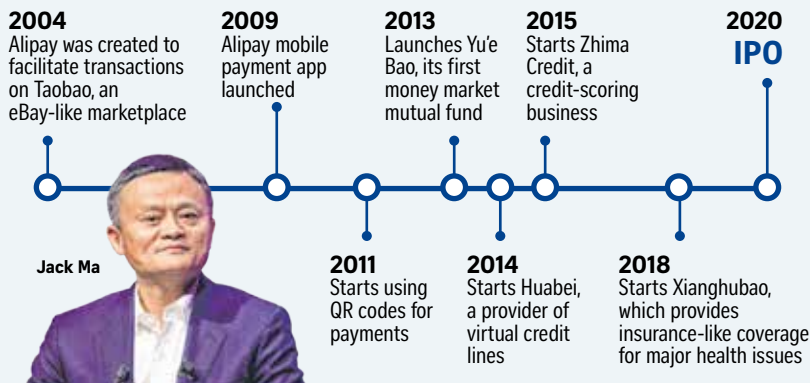 2004
Alipay was created to
facilitate transactions
on Taobao, an
eBay-like marketplace
2009
Alipay mobile
payment app
launched
2013
Launches Yu'e
Bao, its first
money market
mutual fund
2015
Starts Zhima
Credit, a
credit-scoring
business
2020
IPO
Jack Ma
2011
Starts using
QR codes for
payments
2014
Starts Huabei,
a provider of
virtual credit
lines
2018
Starts Xianghubao,
which provides
insurance-like coverage
for major health issues